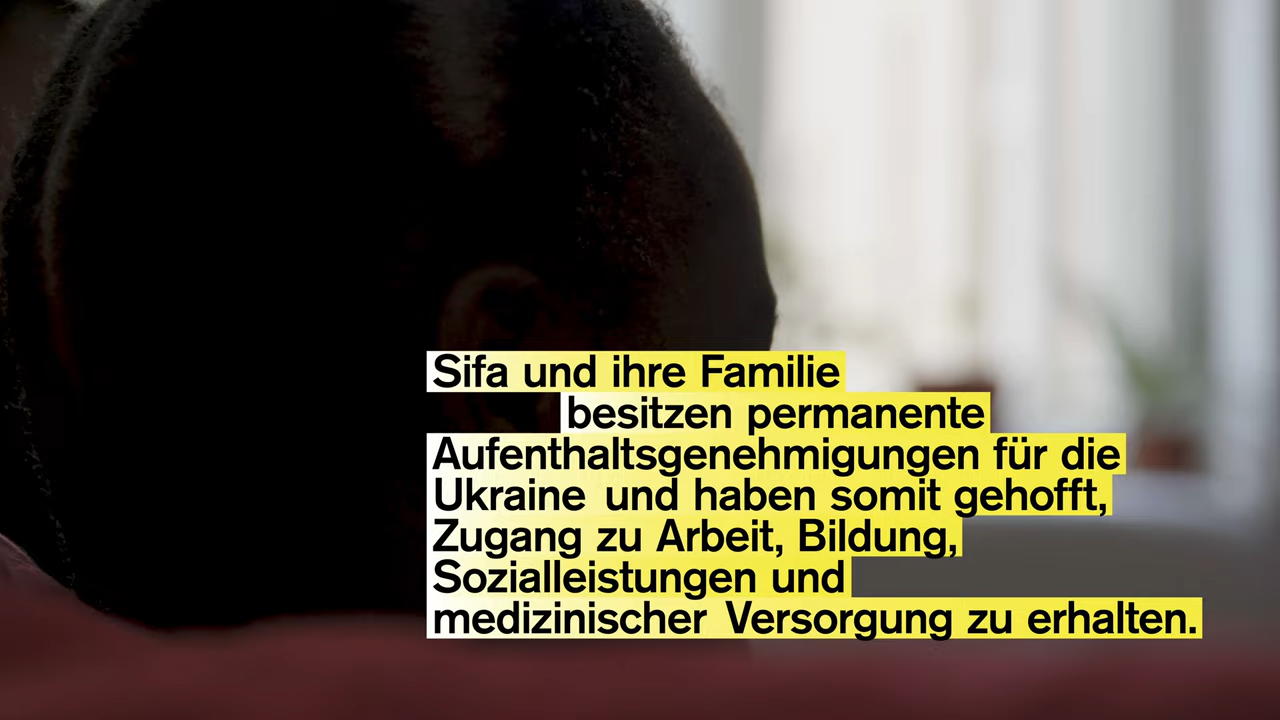 Sifa und ihre Familie
besitzen permanente
Aufenthaltsgenehmigungen für die
Ukraine und haben somit gehofft,
Zugang zu Arbeit, Bildung,
Sozialleistungen und
medizinischer Versorgung zu erhalten.